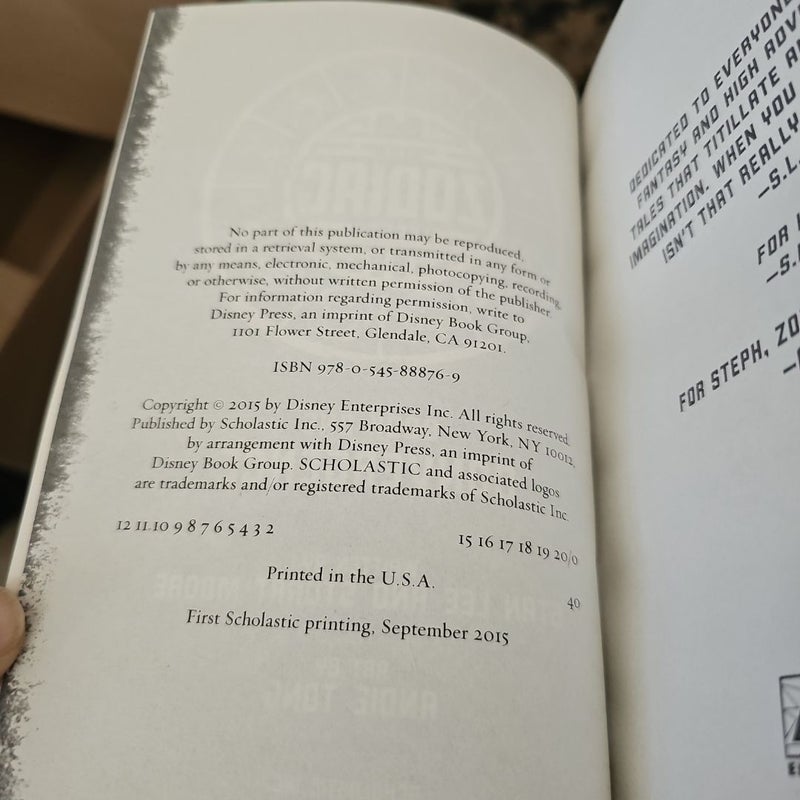 No part of this publication may be reproduced,
stored in a retrieval system, or transmitted in any form or
by any means, electronic, mechanical, photocopying, recording,
or otherwise, without written permission of the publisher.
For information regarding permission, write to
Disney Press, an imprint of Disney Book Group,
1101 Flower Street, Glendale, CA 91201.
ISBN 978-0-545-88876-9
Copyright © 2015 by Disney Enterprises Inc. All rights reserved.
Published by Scholastic Inc., 557 Broadway, New York, NY 10012,
by arrangement with Disney Press, an imprint of
Disney Book Group. SCHOLASTIC and associated logos
are trademarks and/or registered trademarks of Scholastic Inc.
12 11 10 9 8 7 6 5 4 3 2 15 16 17 18 19 20/0
Printed in the U.S.A. 40
First Scholastic printing, September 2015
DEDICATED TO EVERYONE
FANTASY AND HIGH
TALES THAT TITILLATE
IMAGINATION. WHEN YOU
ISN'T THAT REALLY
—S.L.
FOR
—S.
FOR STEPH,